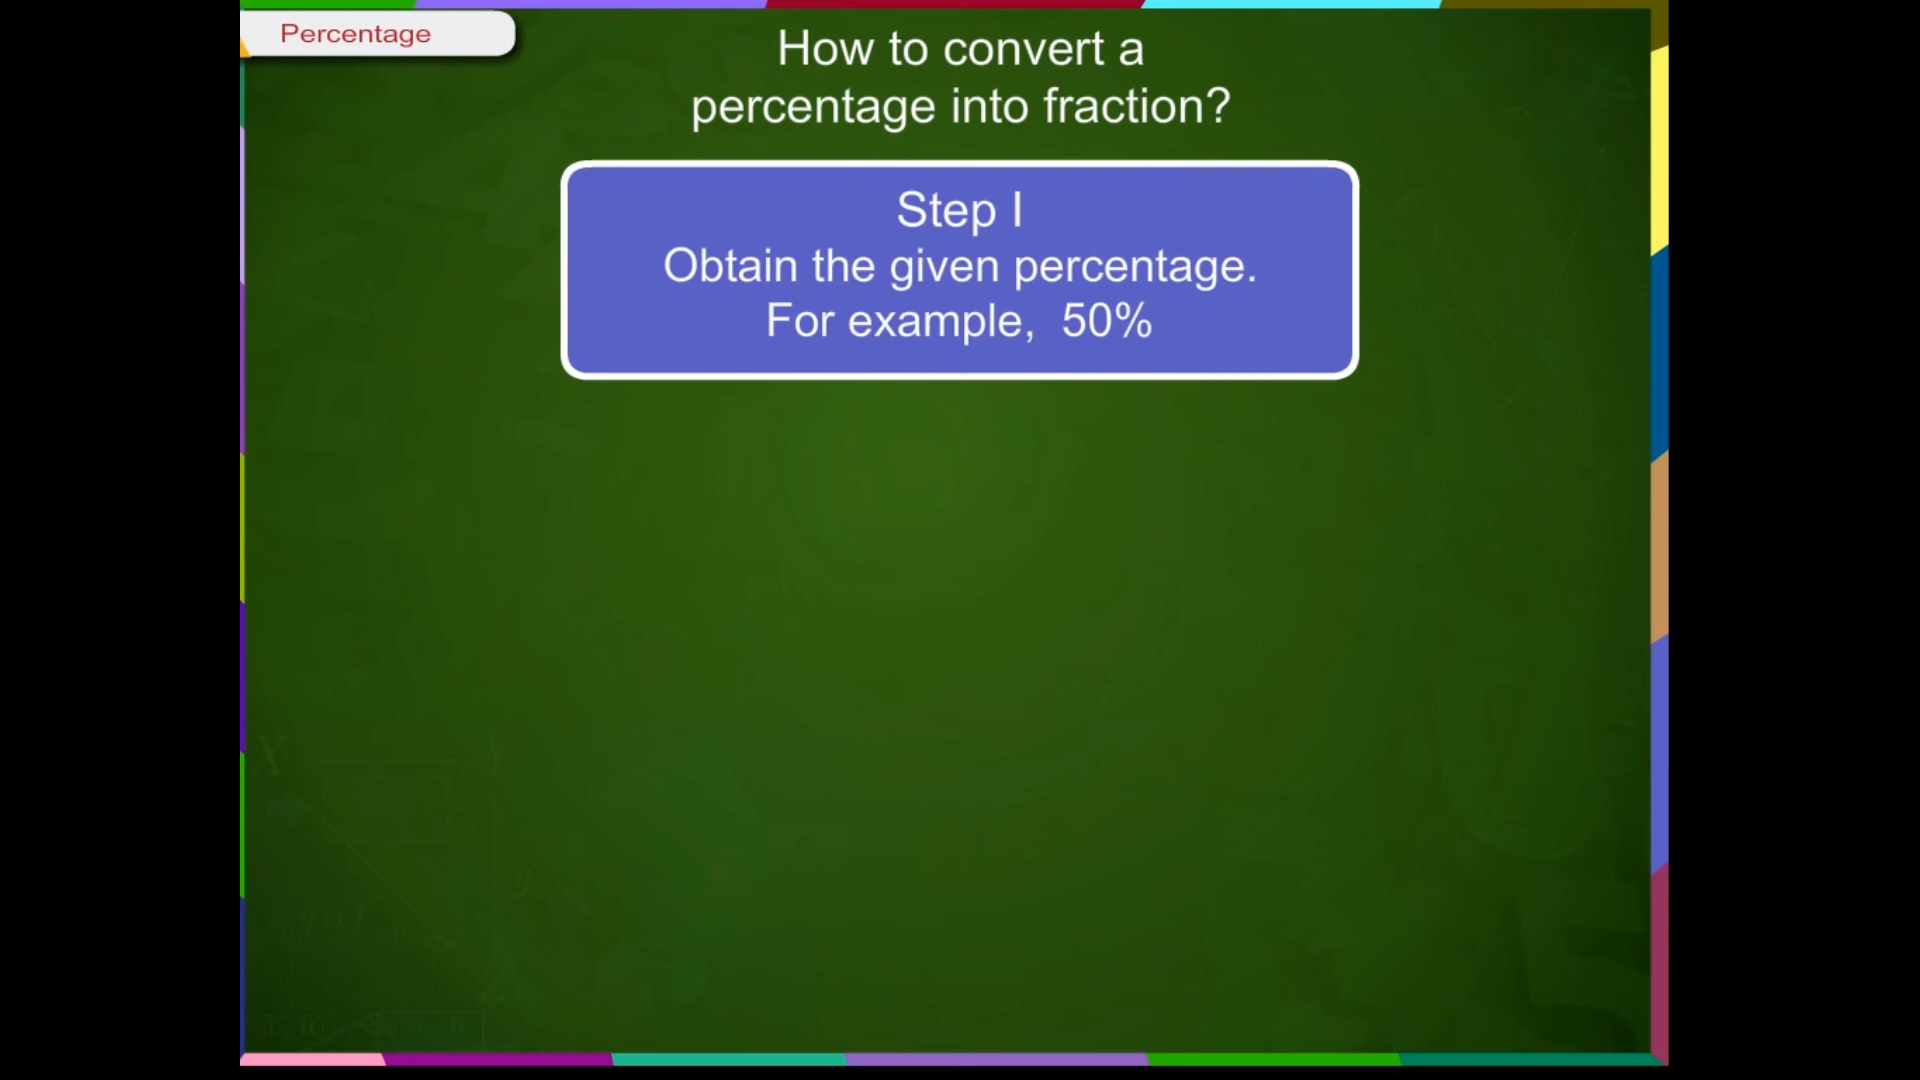 Percentage
How to convert a
percentage into fraction?
Step I
Obtain the given percentage.
For example, 50%